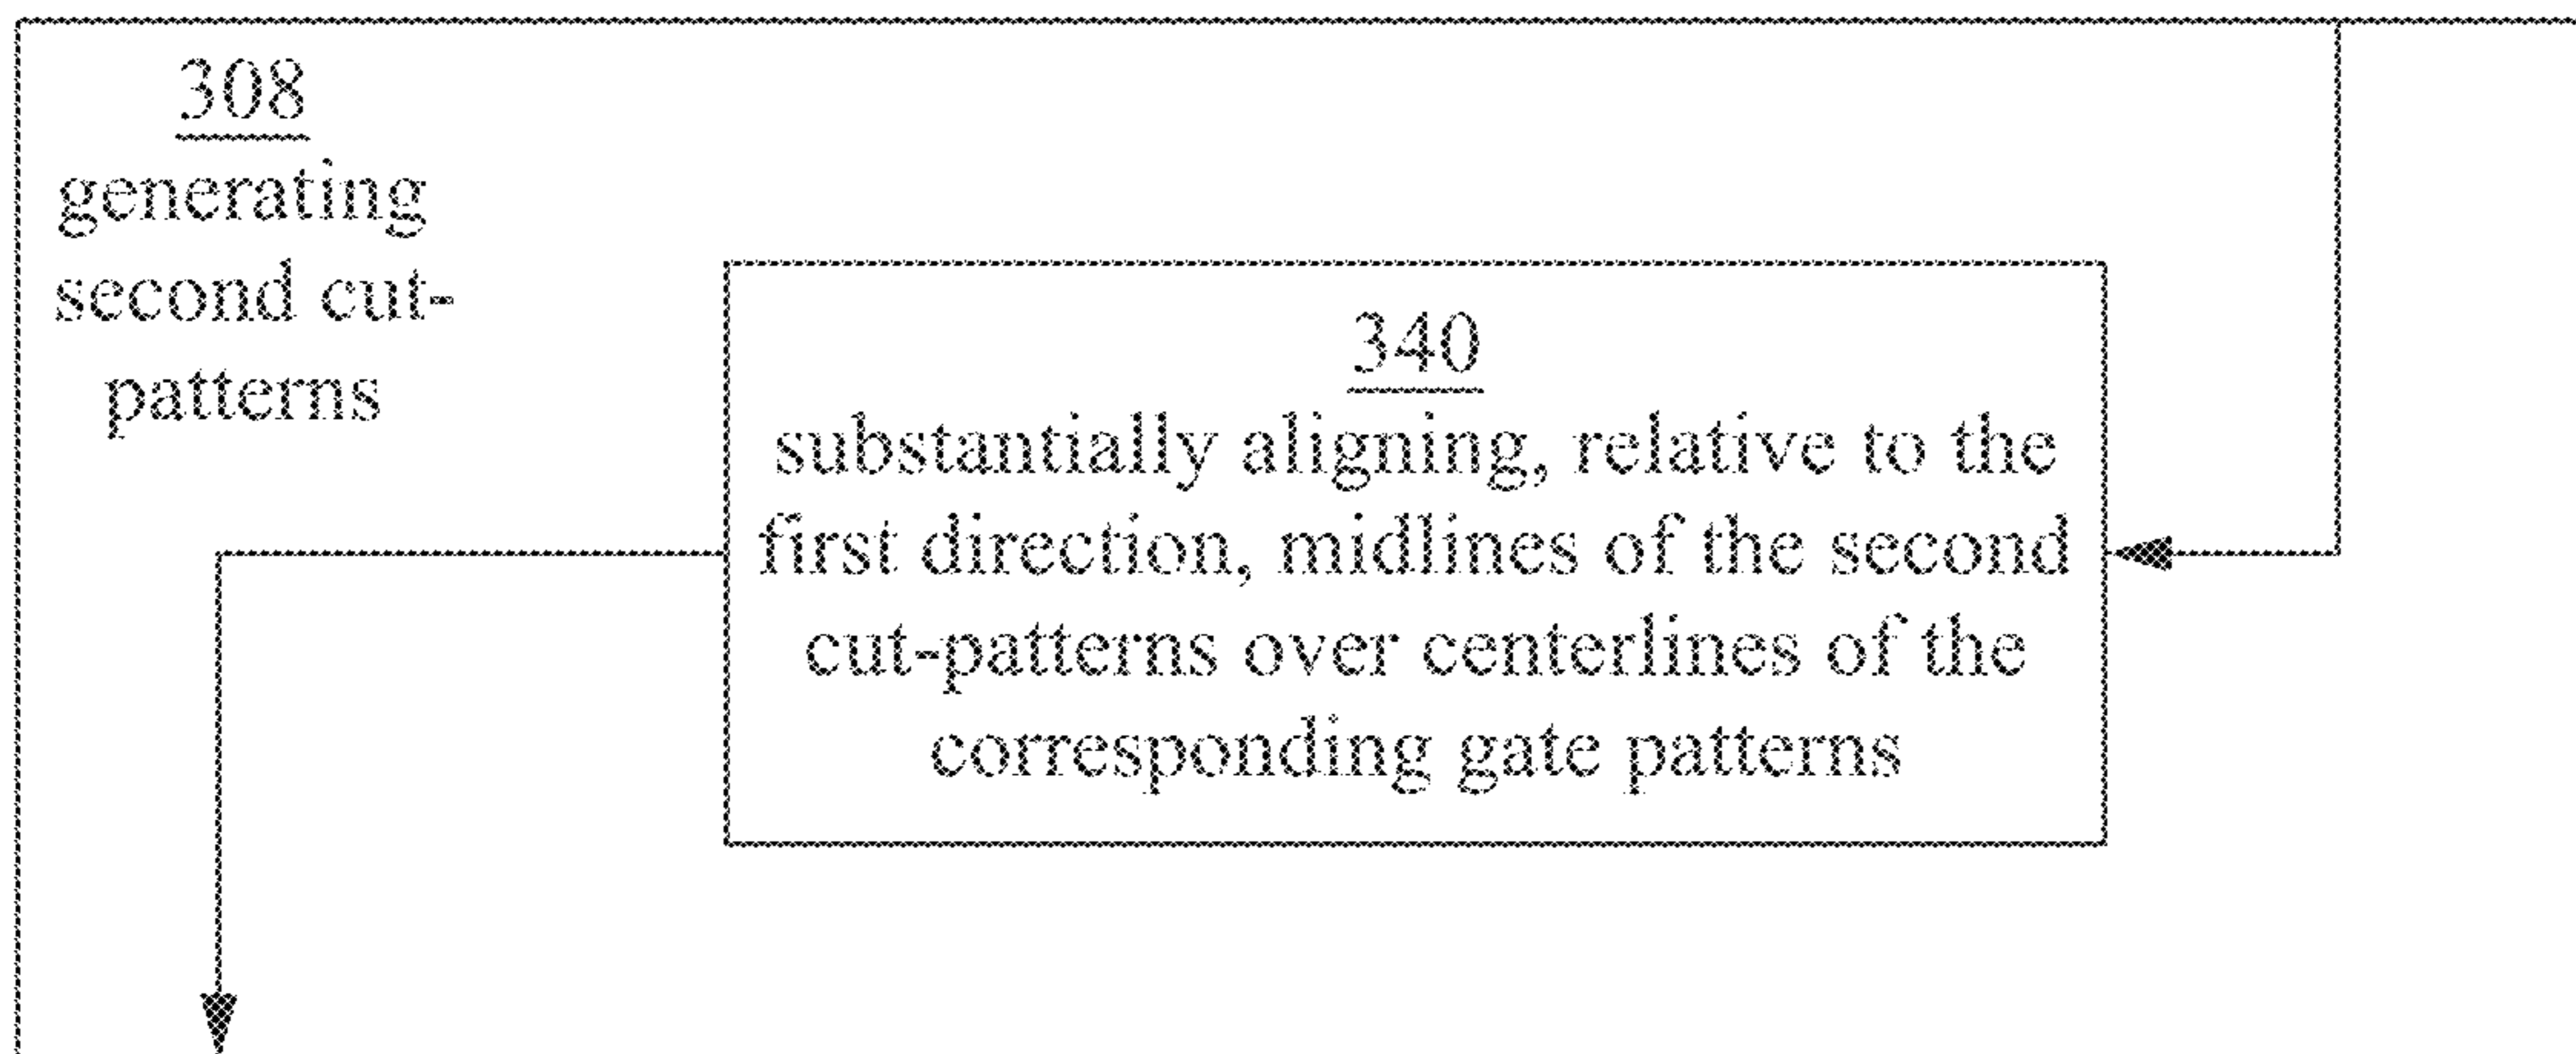 308
generating
second cut-
patterns
340
substantially aligning, relative to the
first direction, midlines of the second
cut-patterns over centerlines of the
corresponding gate patterns